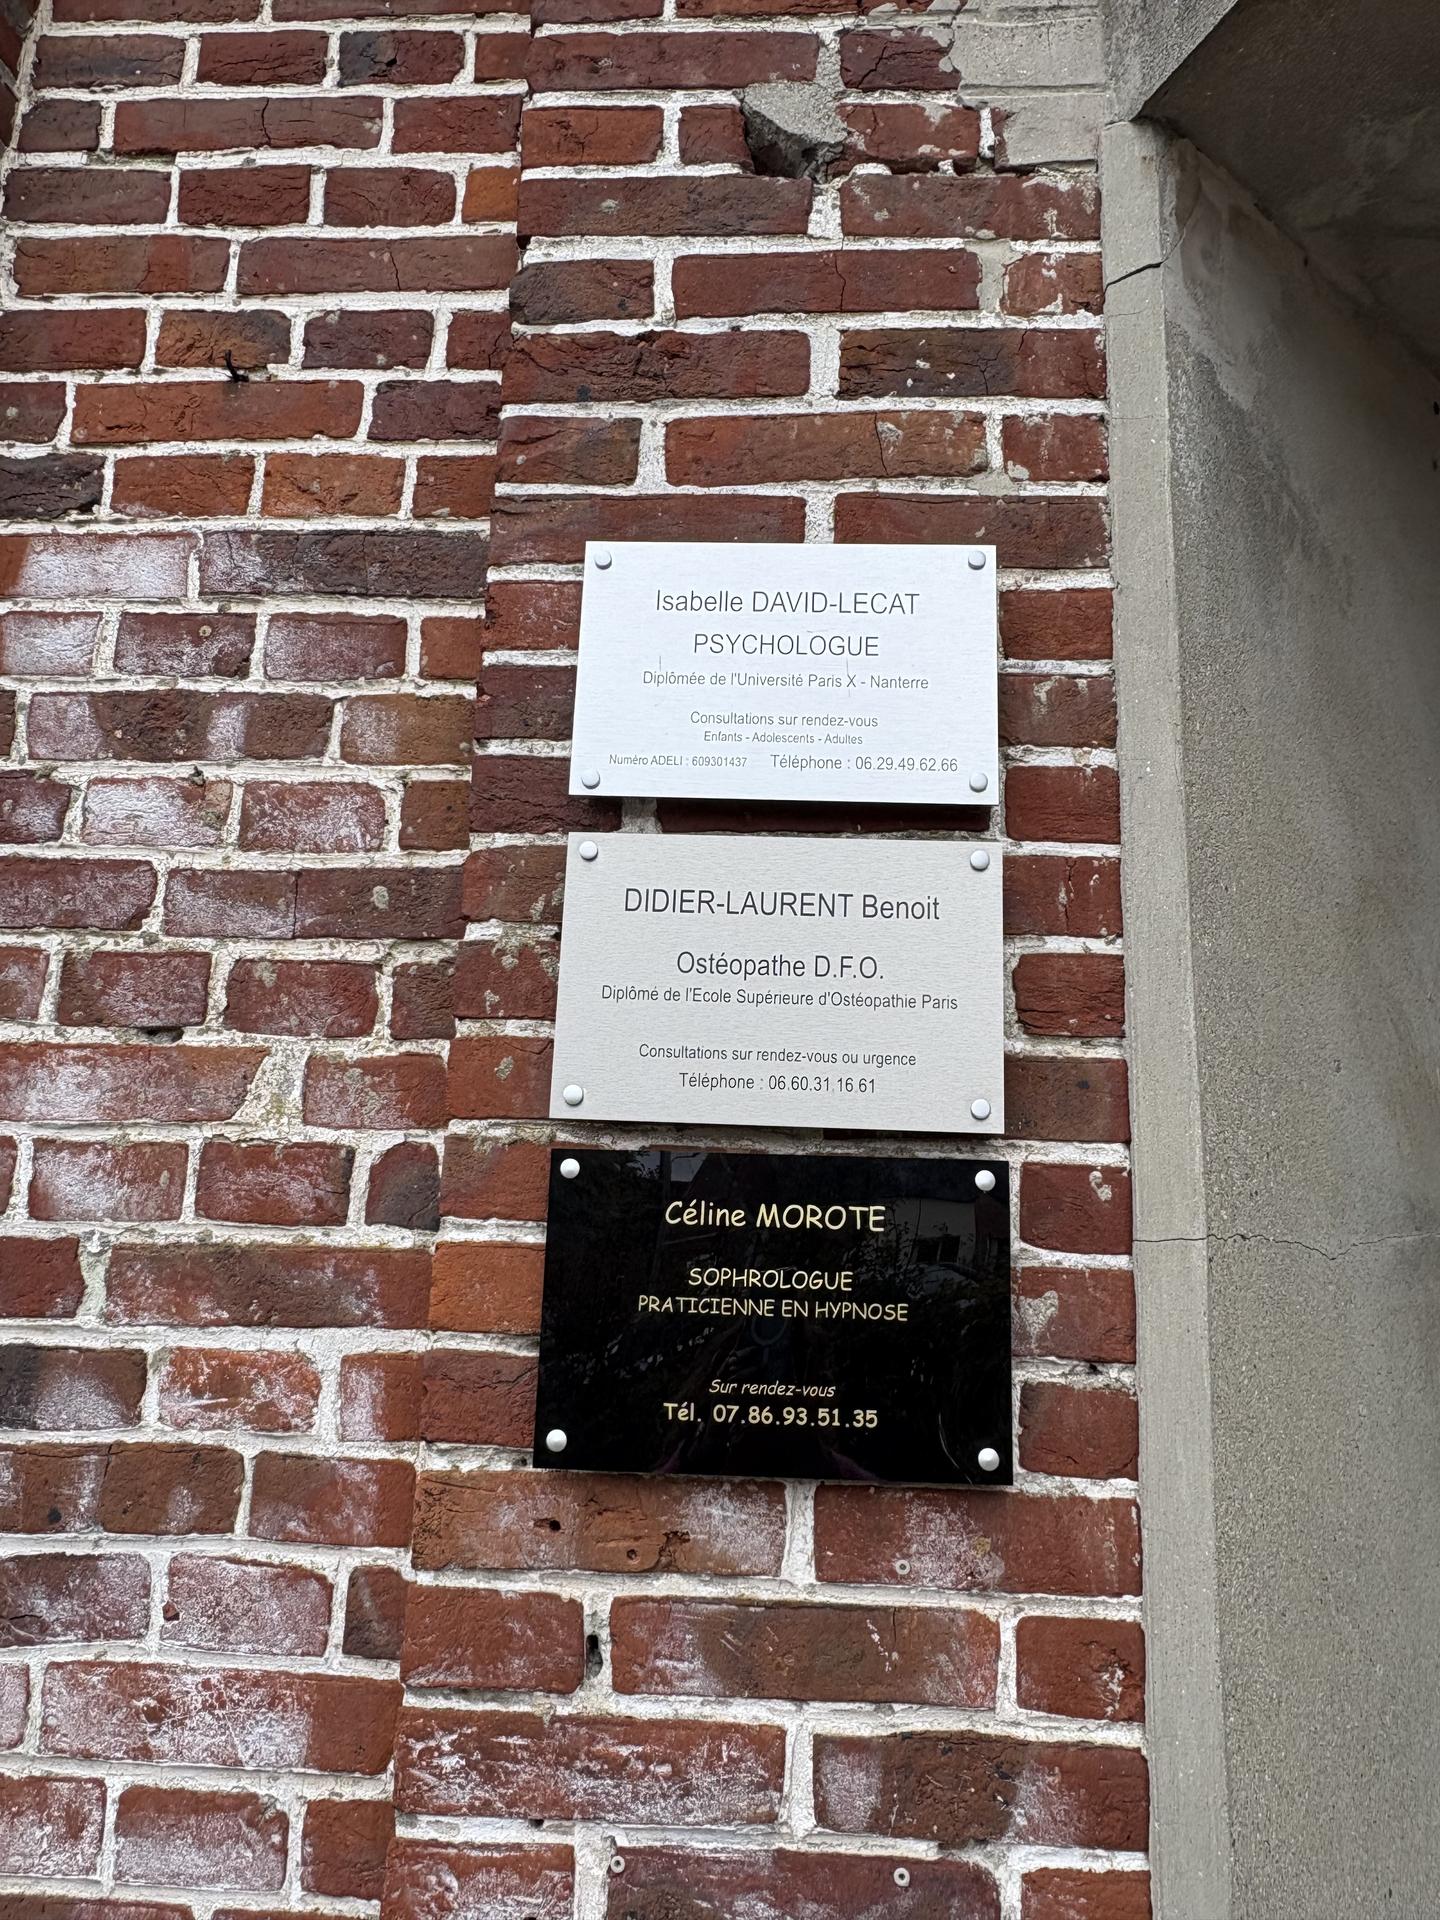 Isabelle DAVID-LECAT
PSYCHOLOGUE
Diplômée de l'Université Paris X - Nanterre
Consultations sur rendez-vous
Enfants - Adolescents - Adultes
Numéro ADELI : 609301437 Téléphone : 06.29.49.62.66
DIDIER-LAURENT Benoit
Ostéopathe D.F.O.
Diplômé de l'Ecole Supérieure d'Ostéopathie Paris
Consultations sur rendez-vous ou urgence
Téléphone : 06.60.31.16.61
Céline MOROTE
SOPHROLOGUE
PRATICIENNE EN HYPNOSE
Sur rendez-vous
Tél. 07.86.93.51.35